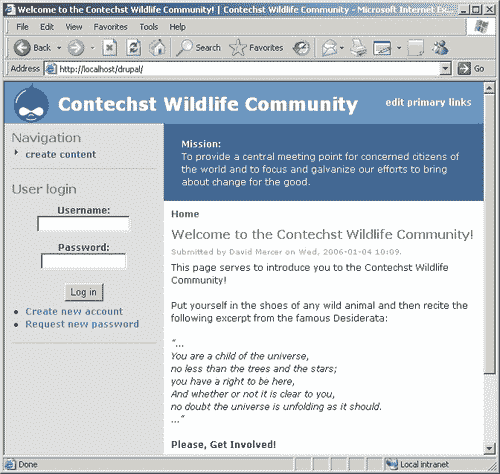 Welcome to the Contechst Wildlife Community! | Contechst Wildlife Community - Microsoft Internet Ex...
File Edit View Favorites Tools Help
Back Search Favorites
Address http://localhost/drupal/ Go
Contechst Wildlife Community
edit primary links
Navigation
create content
User login
Username:
Password:
Log in
Create new account
Request new password
Mission:
To provide a central meeting point for concerned citizens of
the world and to focus and galvanize our efforts to bring
about change for the good.
Home
Welcome to the Contechst Wildlife Community!
Submitted by David Mercer on Wed, 2006-01-04 10:09.
This page serves to introduce you to the Contechst Wildlife
Community!
Put yourself in the shoes of any wild animal and then recite the
following excerpt from the famous Desiderata:
"...
You are a child of the universe,
no less than the trees and the stars;
you have a right to be here,
And whether or not it is clear to you,
no doubt the universe is unfolding as it should.
..."
Please, Get Involved!
Done
Local intranet